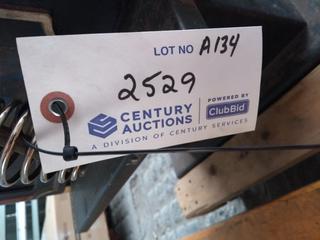 LOT NO A134
2529
CENTURY
AUCTIONS
POWERED BY
ClubBid
A DIVISION OF CENTURY SERVICES